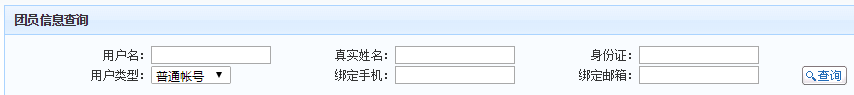 团员信息查询
用户名： 真实姓名： 身份证：
用户类型： 普通帐号 绑定手机： 绑定邮箱： 查询